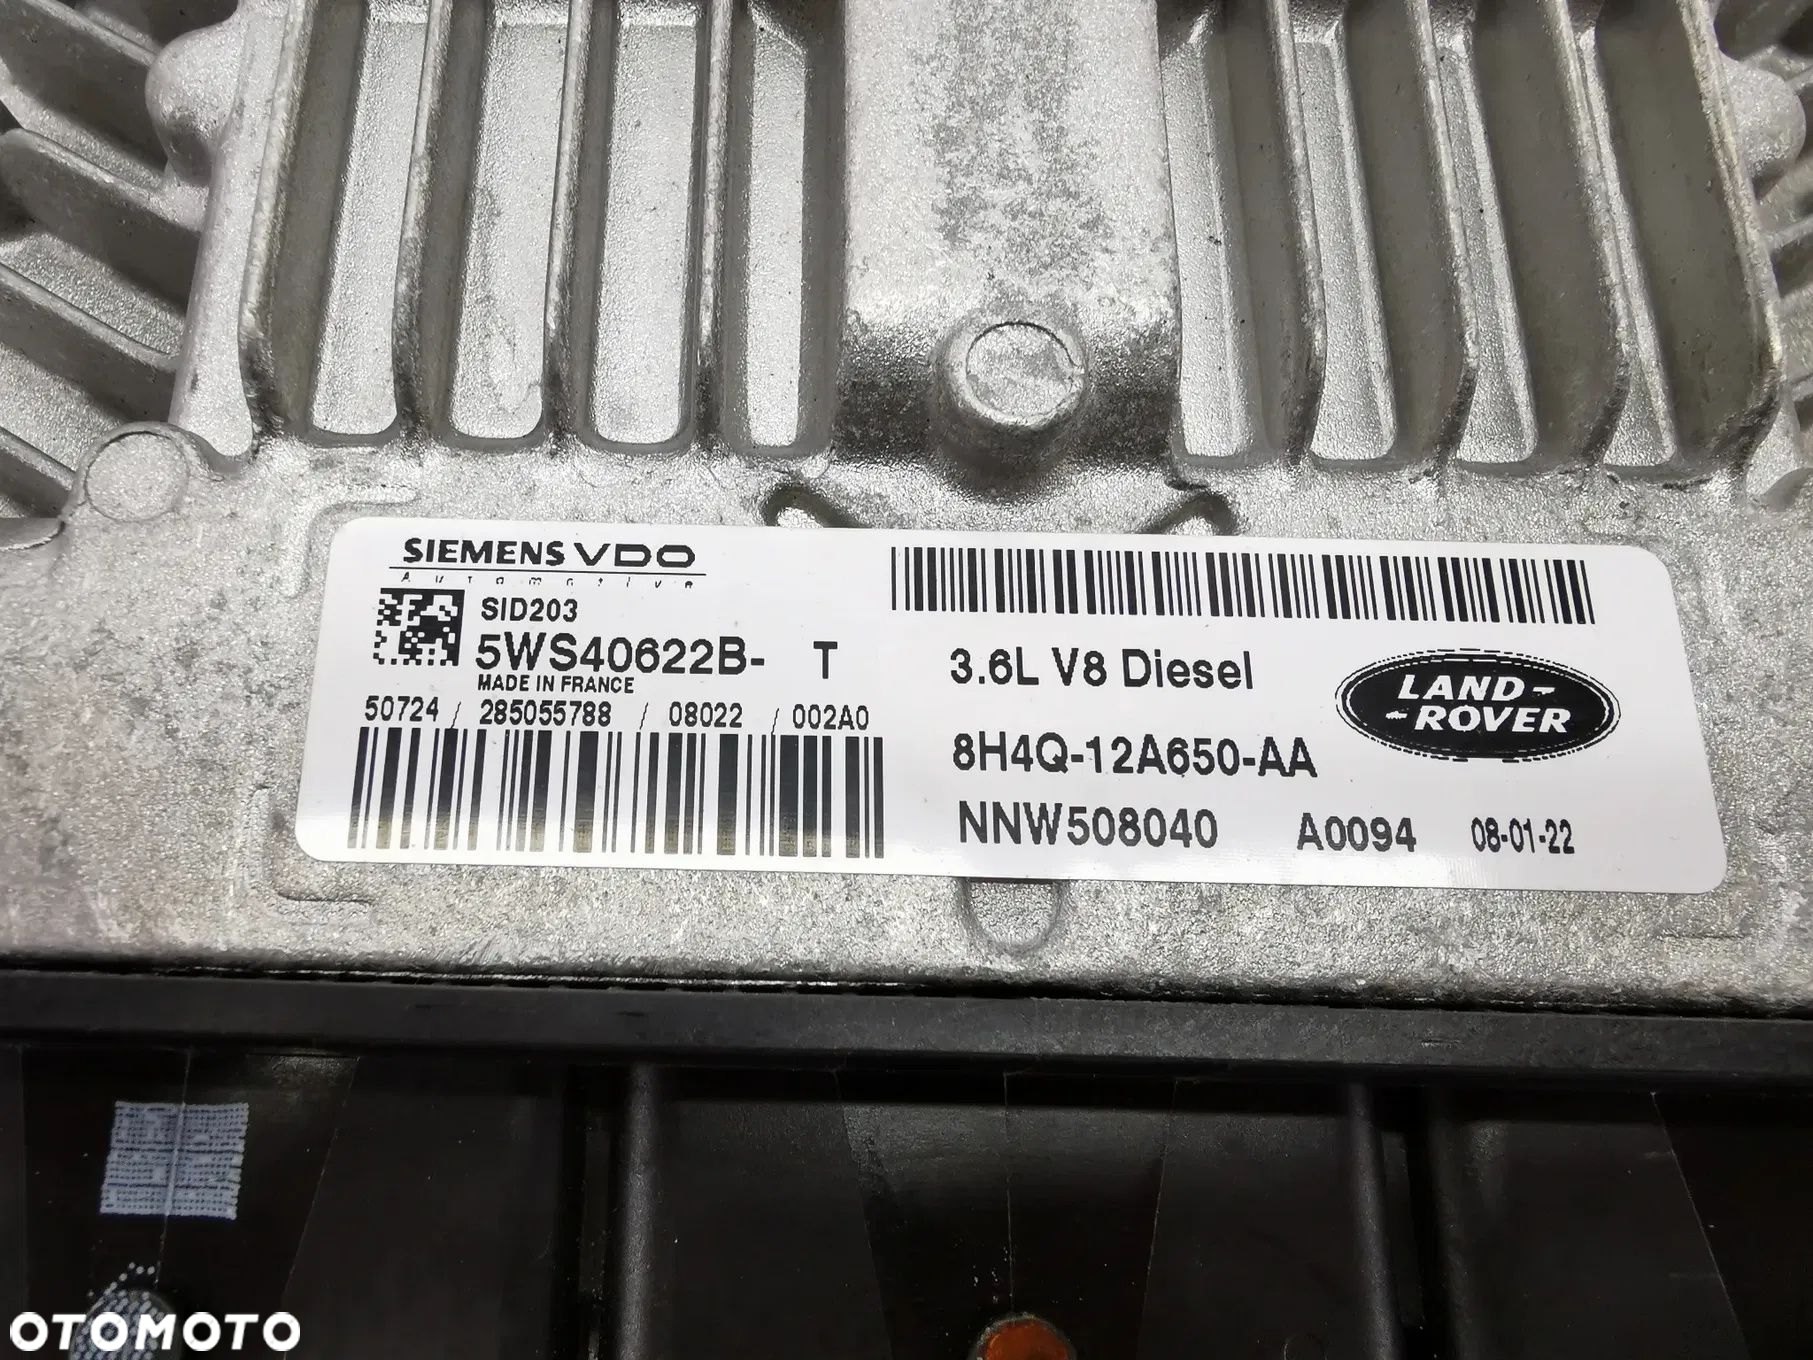 SIEMENS VDO
Automotive
SID203
5WS40622B- T
MADE IN FRANCE
50724 / 285055788 / 08022 / 002A0
3.6L V8 Diesel
LAND-
-ROVER
8H4Q-12A650-AA
NNW508040 A0094 08-01-22
OTOMOTO